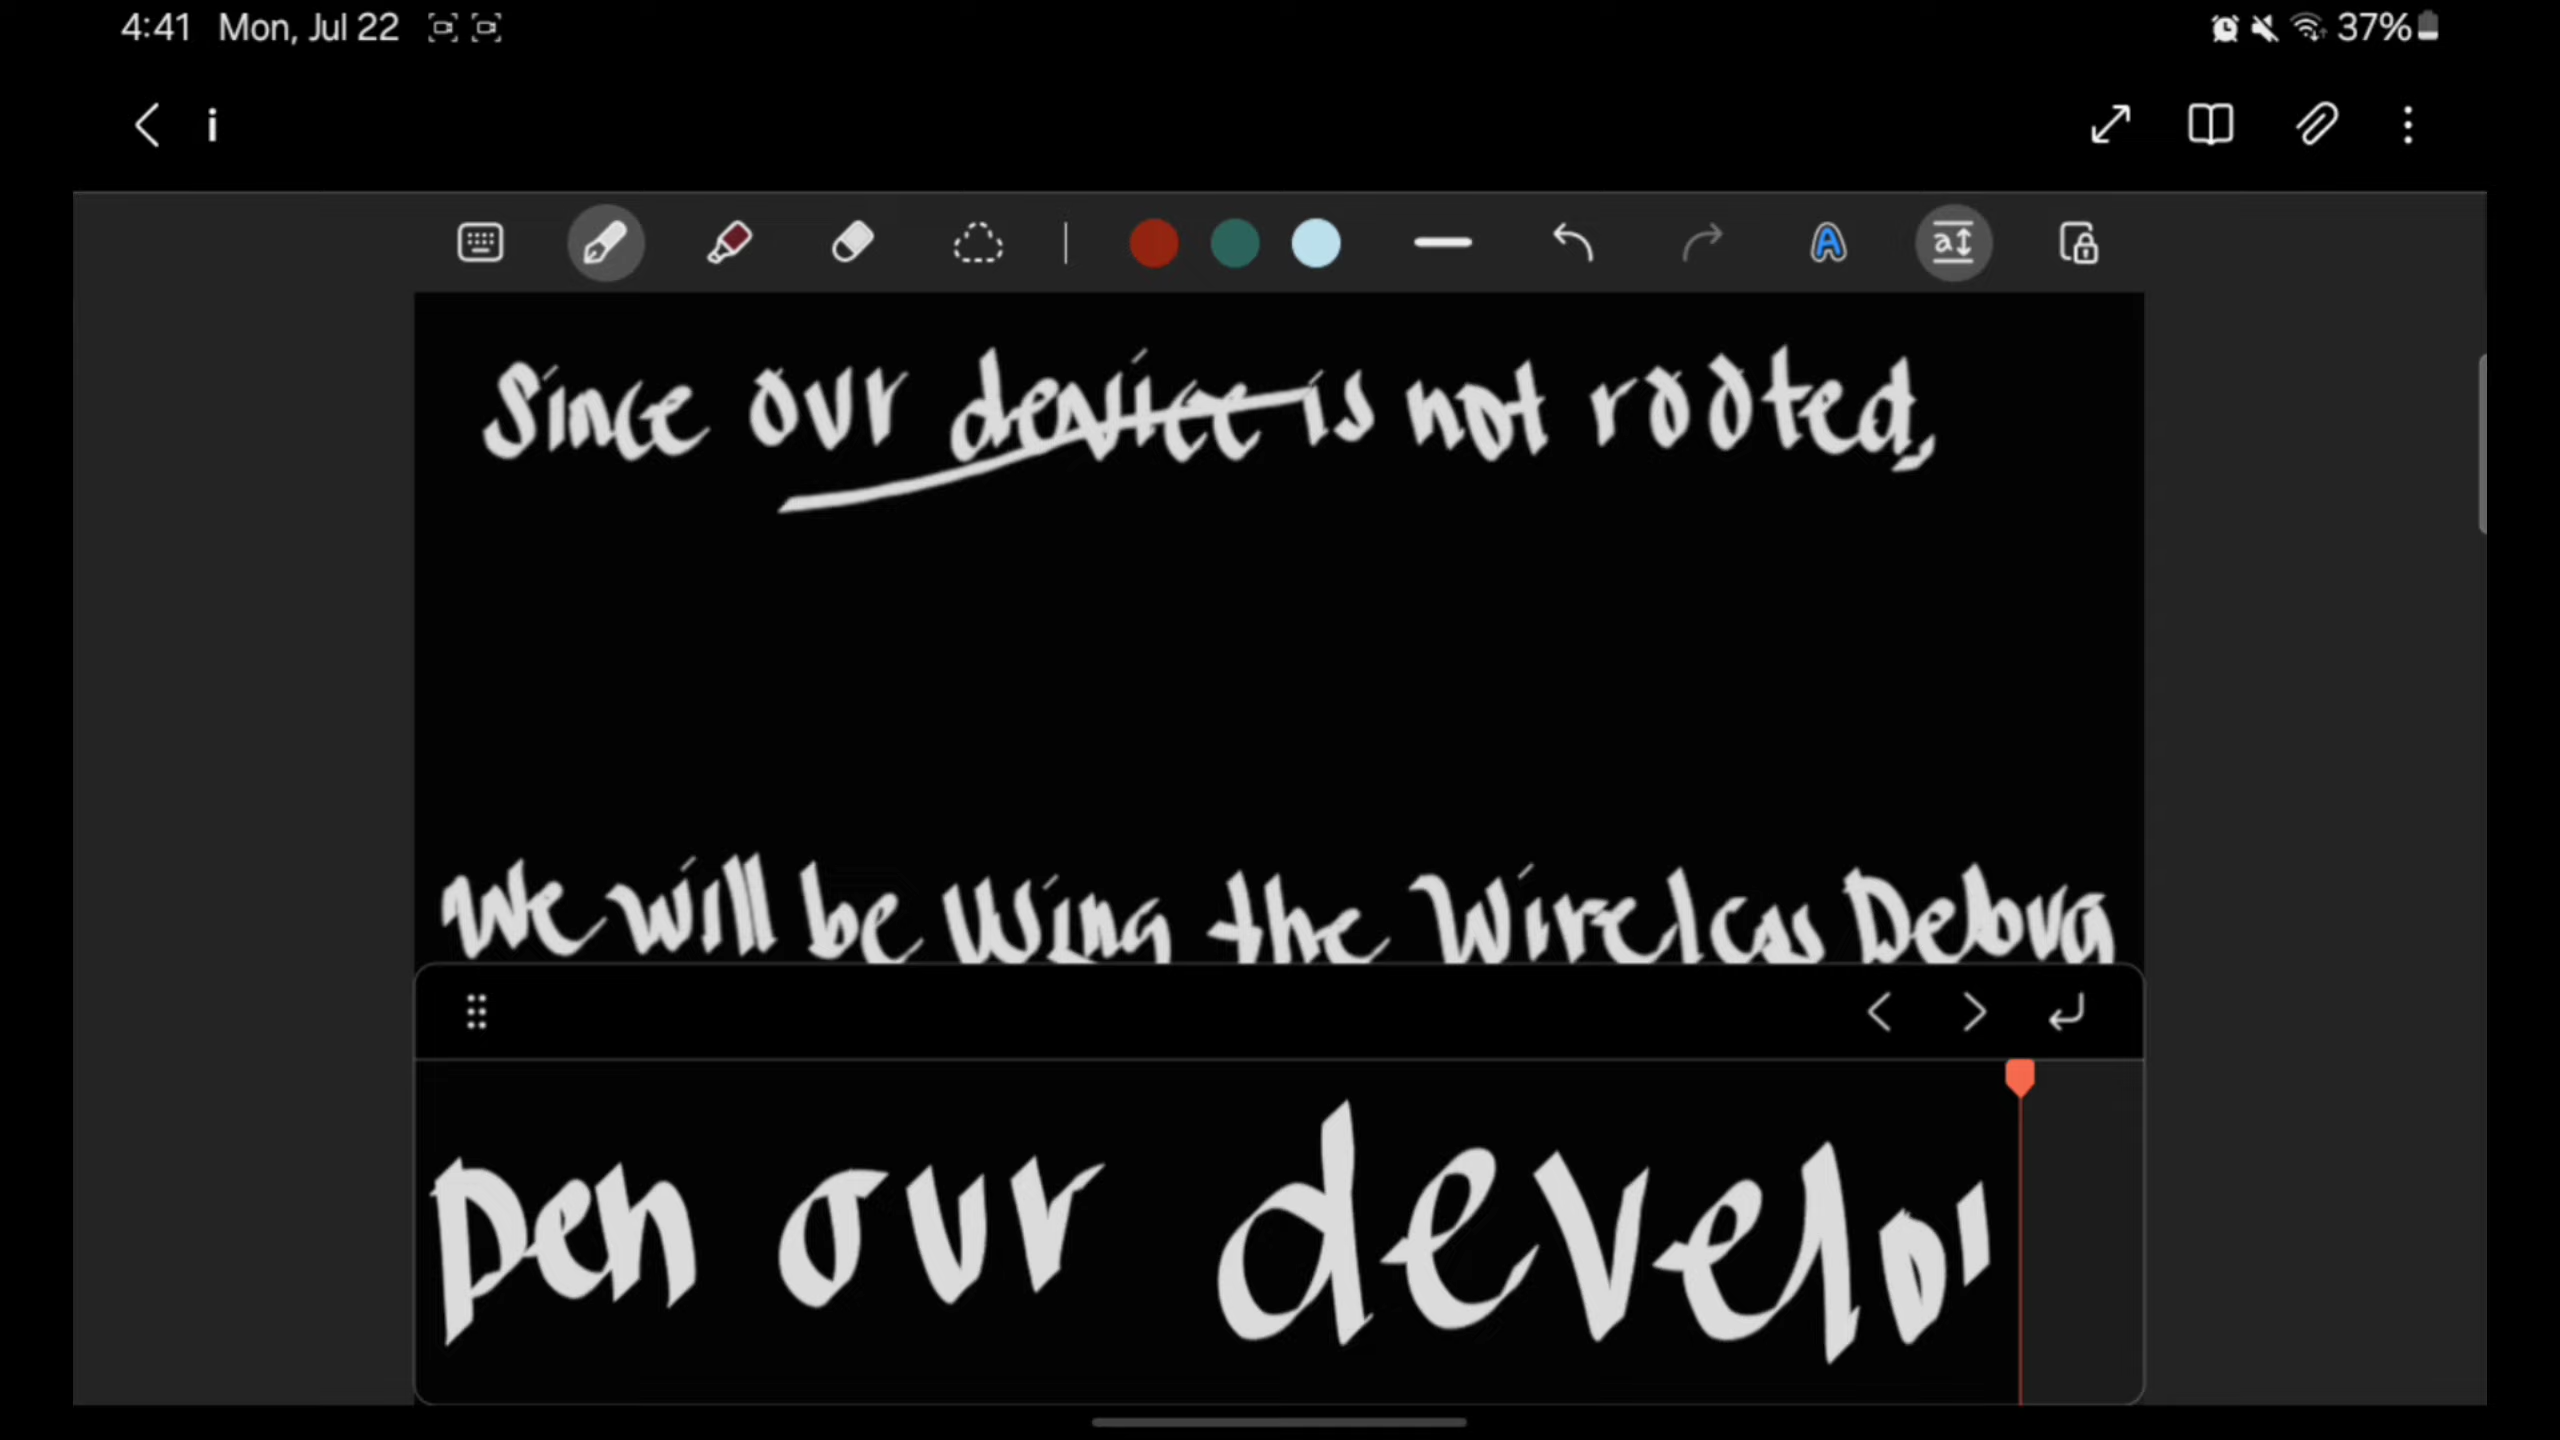 4:41 Mon, Jul 22 37%
i
A a
Since our device is not rooted,
We will be Using the Wireless Debug
pen our develo